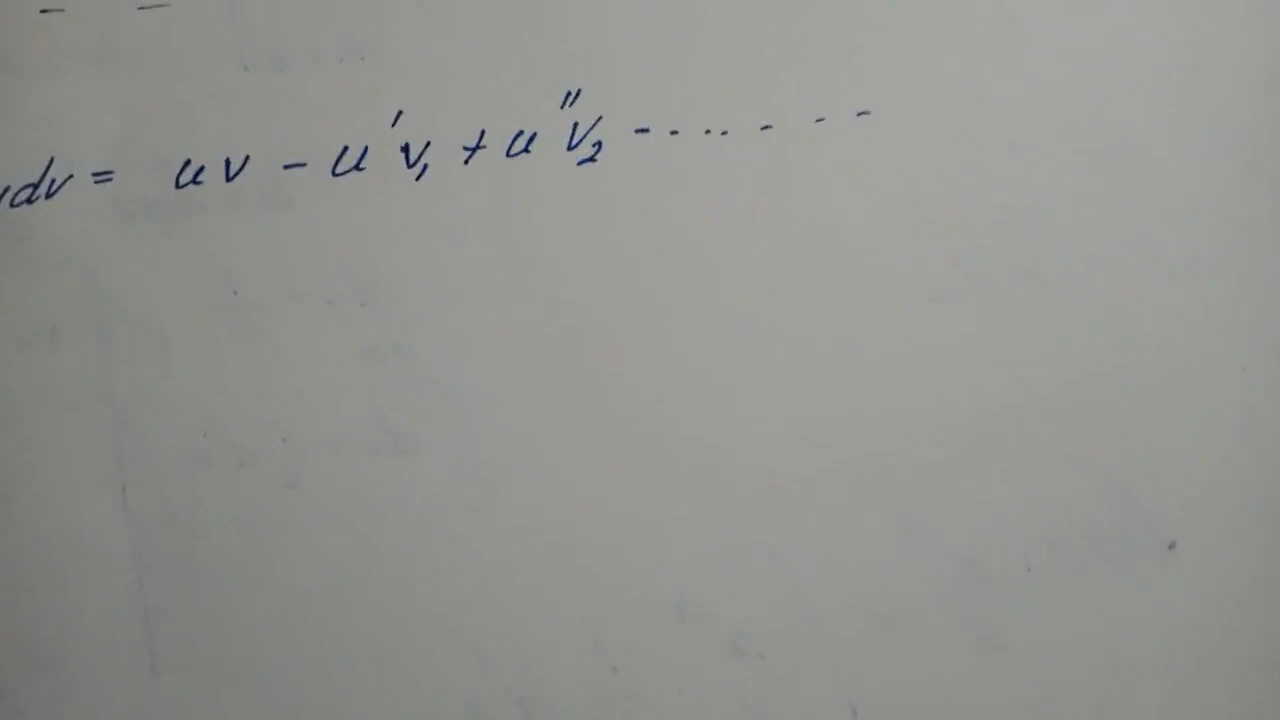 dv = uv - u'v₁ + u''v₂ - .......